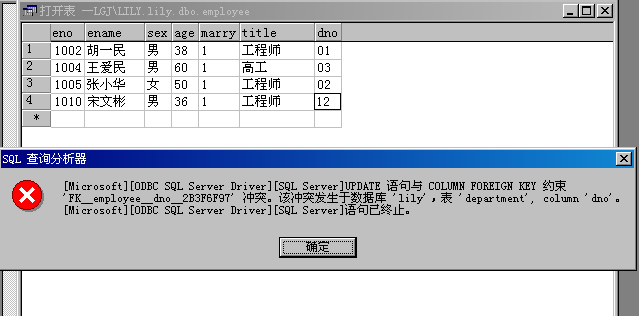 打开表 —LGJ\LILY.lily.dbo.employee
eno ename sex age marry title dno
1 1002 胡一民 男 38 1 工程师 01
2 1004 王爱民 男 60 1 高工 03
3 1005 张小华 女 50 1 工程师 02
4 1010 宋文彬 男 36 1 工程师 12
*
SQL 查询分析器
[Microsoft][ODBC SQL Server Driver][SQL Server]UPDATE 语句与 COLUMN FOREIGN KEY 约束
'FK__employee__dno__2B3F6F97' 冲突。该冲突发生于数据库 'lily'，表 'department', column 'dno'。
[Microsoft][ODBC SQL Server Driver][SQL Server]语句已终止。
确定